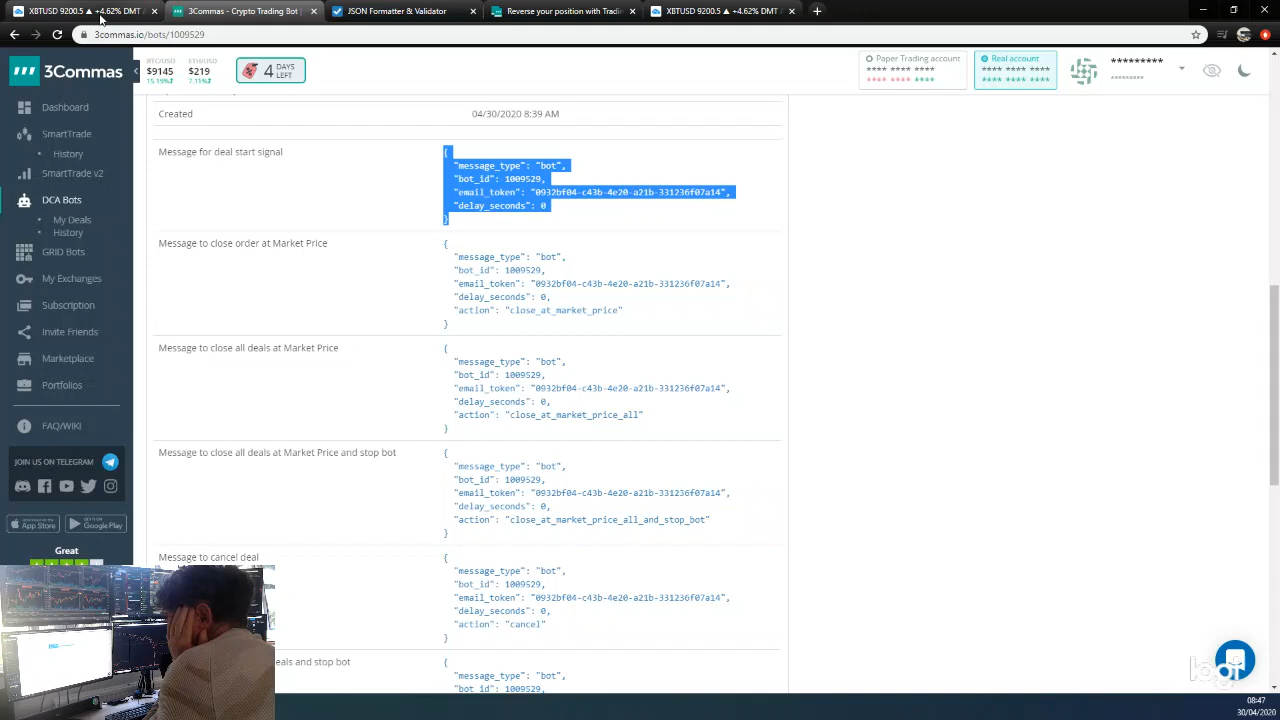 XBTUSD 9200.5 ▲ +4.62% DMT /
3Commas - Crypto Trading Bot |
JSON Formatter & Validator
Reverse your position with Tradin
XBTUSD 9200.5 ▲ +4.62% DMT /
3commas.io/bots/1009529
3Commas
BTC/USD
$9145
15.19%
ETH/USD
$219
7.11%
4 DAYS LEFT
Paper Trading account
**** **** ****
**** **** ****
Real account
**** **** ****
**** **** ****
*********
*********
Dashboard
SmartTrade
History
SmartTrade v2
DCA Bots
My Deals
History
GRID Bots
My Exchanges
Subscription
Invite Friends
Marketplace
Portfolios
FAQ/WIKI
JOIN US ON TELEGRAM
App Store
Google Play
Great
Created 04/30/2020 8:39 AM
Message for deal start signal
{
"message_type": "bot",
"bot_id": 1009529,
"email_token": "0932bf04-c43b-4e20-a21b-331236f07a14",
"delay_seconds": 0
}
Message to close order at Market Price
{
"message_type": "bot",
"bot_id": 1009529,
"email_token": "0932bf04-c43b-4e20-a21b-331236f07a14",
"delay_seconds": 0,
"action": "close_at_market_price"
}
Message to close all deals at Market Price
{
"message_type": "bot",
"bot_id": 1009529,
"email_token": "0932bf04-c43b-4e20-a21b-331236f07a14",
"delay_seconds": 0,
"action": "close_at_market_price_all"
}
Message to close all deals at Market Price and stop bot
{
"message_type": "bot",
"bot_id": 1009529,
"email_token": "0932bf04-c43b-4e20-a21b-331236f07a14",
"delay_seconds": 0,
"action": "close_at_market_price_all_and_stop_bot"
}
Message to cancel deal
{
"message_type": "bot",
"bot_id": 1009529,
"email_token": "0932bf04-c43b-4e20-a21b-331236f07a14",
"delay_seconds": 0,
"action": "cancel"
}
eals and stop bot
{
"message_type": "bot",
"bot_id": 1009529,
08:47
30/04/2020